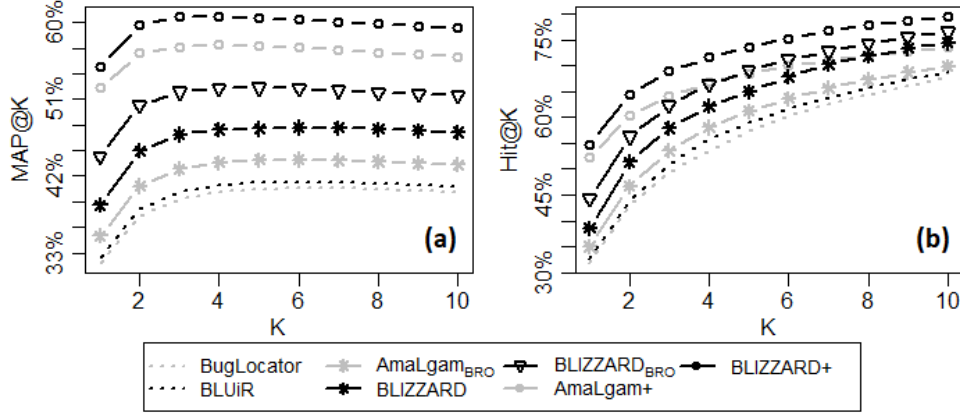 MAP@K
60%
51%
42%
33%
(a)
2 4 6 8 10
K
Hit@K
75%
60%
45%
30%
(b)
2 4 6 8 10
K
BugLocator AmaLgamBRO BLIZZARDBRO BLIZZARD+
BLUiR BLIZZARD AmaLgam+